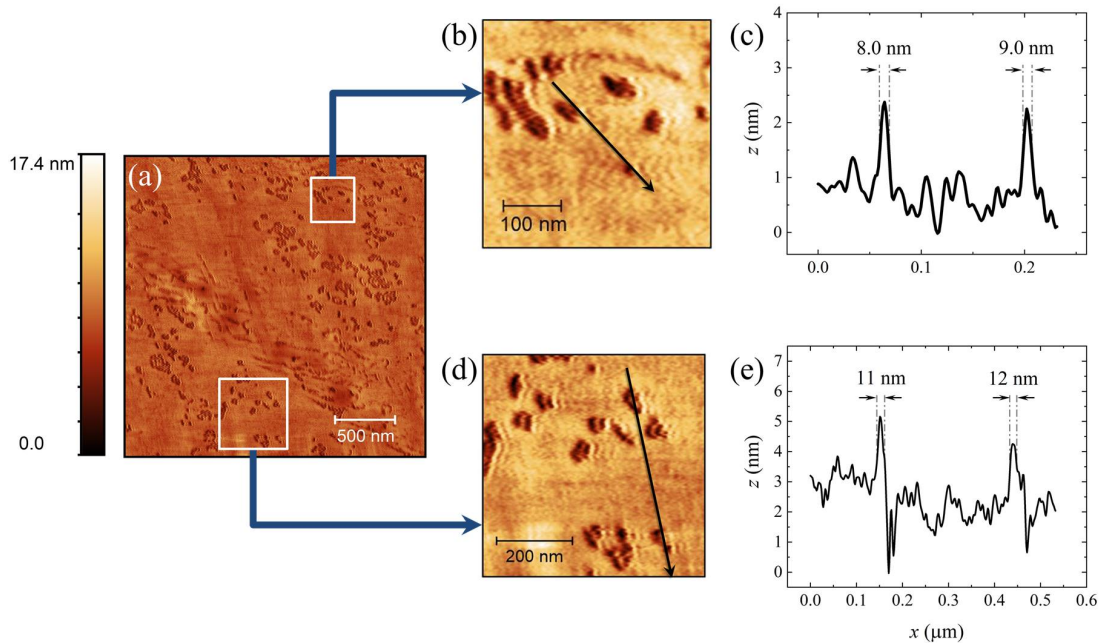 17.4 nm
0.0
(a)
500 nm
(b)
100 nm
(c)
4
3
2
1
0
z (nm)
8.0 nm
9.0 nm
0.0
0.1
0.2
(d)
200 nm
(e)
7
6
5
4
3
2
1
0
z (nm)
11 nm
12 nm
0.0
0.1
0.2
0.3
0.4
0.5
0.6
x (μm)